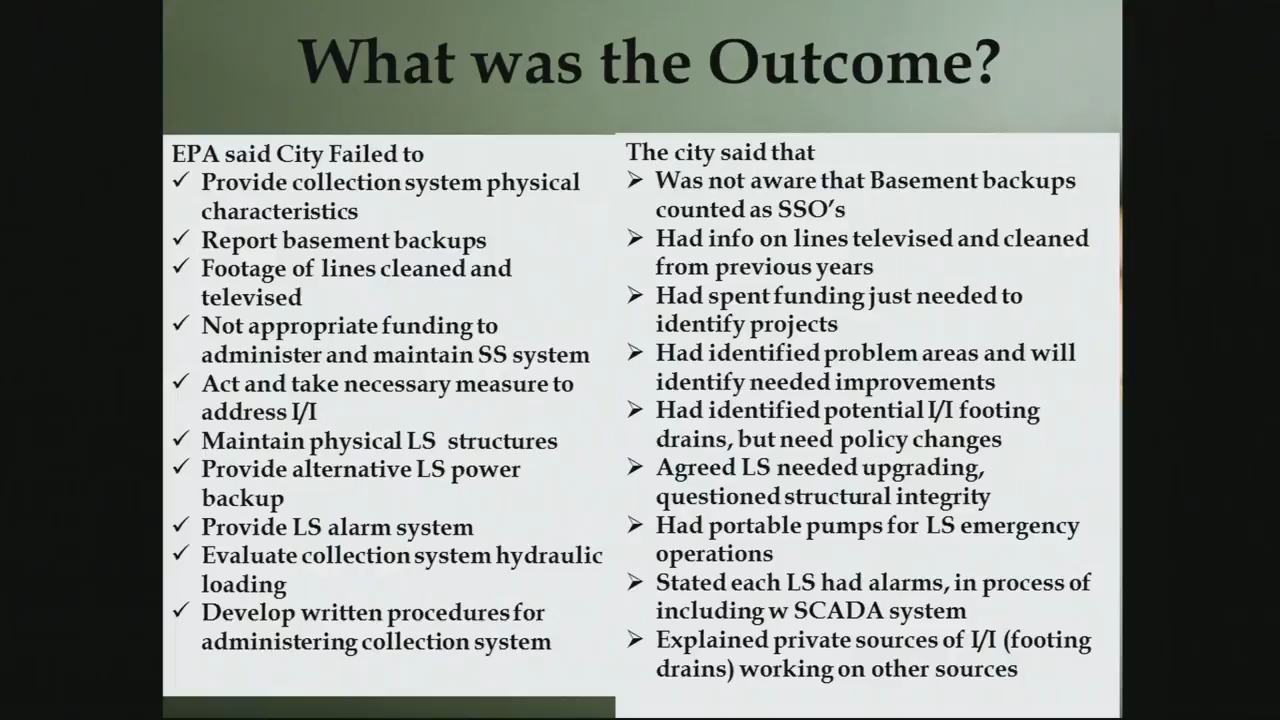 What was the Outcome?
EPA said City Failed to
✓ Provide collection system physical
characteristics
✓ Report basement backups
✓ Footage of lines cleaned and
televised
✓ Not appropriate funding to
administer and maintain SS system
✓ Act and take necessary measure to
address I/I
✓ Maintain physical LS structures
✓ Provide alternative LS power
backup
✓ Provide LS alarm system
✓ Evaluate collection system hydraulic
loading
✓ Develop written procedures for
administering collection system
The city said that
➢ Was not aware that Basement backups
counted as SSO's
➢ Had info on lines televised and cleaned
from previous years
➢ Had spent funding just needed to
identify projects
➢ Had identified problem areas and will
identify needed improvements
➢ Had identified potential I/I footing
drains, but need policy changes
➢ Agreed LS needed upgrading,
questioned structural integrity
➢ Had portable pumps for LS emergency
operations
➢ Stated each LS had alarms, in process of
including w SCADA system
➢ Explained private sources of I/I (footing
drains) working on other sources